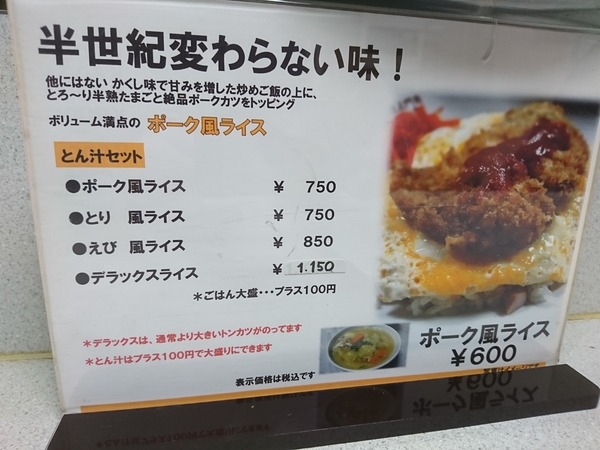 半世紀変わらない味！
他にはない かくし味で甘みを増した炒めご飯の上に、
とろ～り半熟たまごと絶品ポークカツをトッピング
ボリューム満点の ポーク風ライス
とん汁セット
●ポーク風ライス ￥ 750
●とり 風ライス ￥ 750
●えび 風ライス ￥ 850
●デラックスライス ￥ 1.150
＊ごはん大盛・・・プラス100円
＊デラックスは、通常より大きいトンカツがのってます
＊とん汁はプラス100円で大盛りにできます
ポーク風ライス
￥600
表示価格は税込です